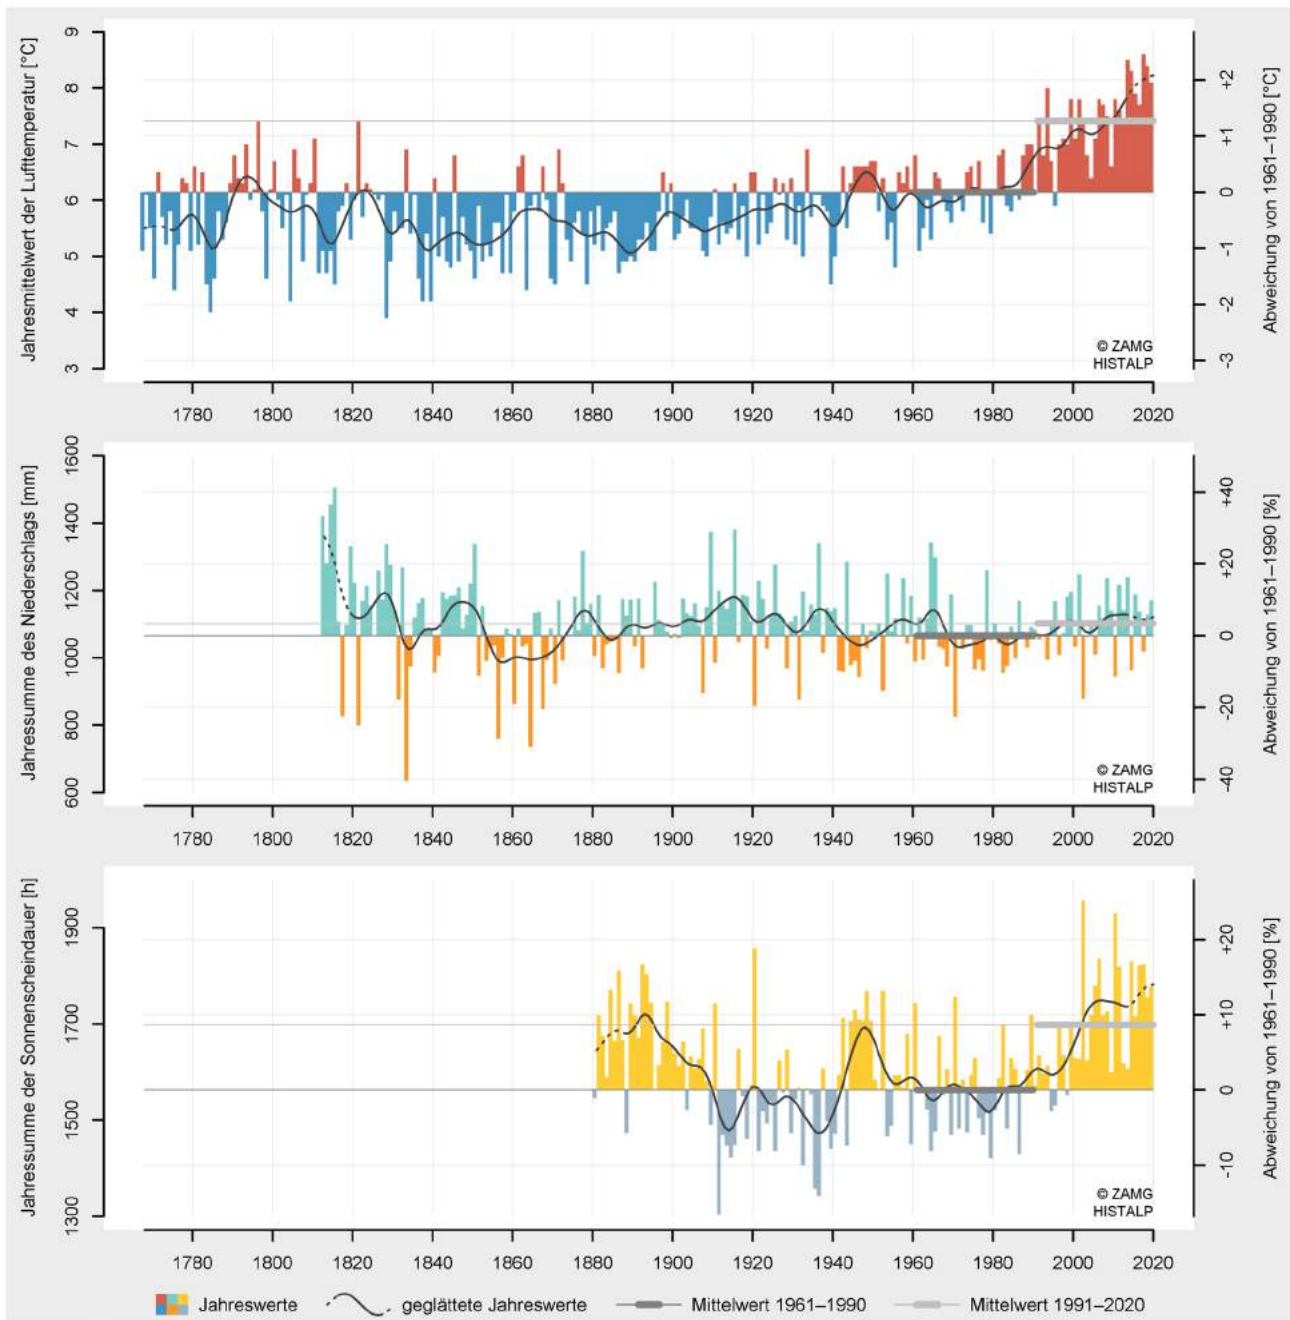 Jahresmittelwert der Lufttemperatur [°C]
9
8
7
6
5
4
3
+2
+1
0
-1
-2
-3
Abweichung von 1961–1990 [°C]
© ZAMG
HISTALP
1780 1800 1820 1840 1860 1880 1900 1920 1940 1960 1980 2000 2020
Jahressumme des Niederschlags [mm]
1600
1400
1200
1000
800
600
+40
+20
0
-20
-40
Abweichung von 1961–1990 [%]
© ZAMG
HISTALP
1780 1800 1820 1840 1860 1880 1900 1920 1940 1960 1980 2000 2020
Jahressumme der Sonnenscheindauer [h]
1900
1700
1500
1300
+20
+10
0
-10
Abweichung von 1961–1990 [%]
© ZAMG
HISTALP
1780 1800 1820 1840 1860 1880 1900 1920 1940 1960 1980 2000 2020
Jahreswerte geglättete Jahreswerte Mittelwert 1961–1990 Mittelwert 1991–2020